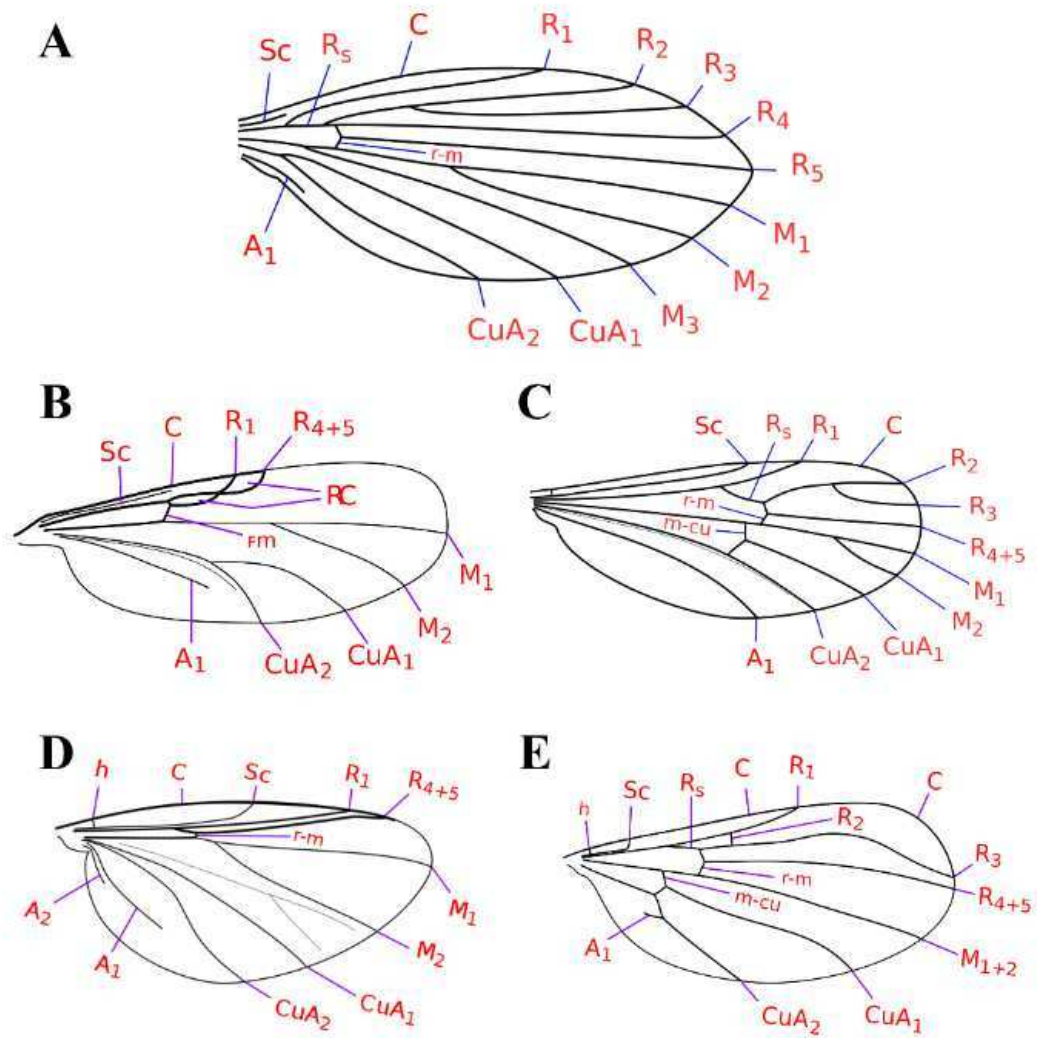 A
Sc
Rs
C
R1
R2
R3
R4
R5
r-m
M1
M2
M3
CuA1
CuA2
A1
B
Sc
C
R1
R4+5
RC
rm
M1
M2
CuA1
CuA2
A1
C
Sc
Rs
R1
C
R2
R3
R4+5
r-m
m-cu
M1
M2
CuA1
CuA2
A1
D
h
C
Sc
R1
R4+5
r-m
M1
M2
CuA1
CuA2
A1
A2
E
h
Sc
Rs
C
R1
R2
C
R3
R4+5
r-m
m-cu
M1+2
CuA1
CuA2
A1